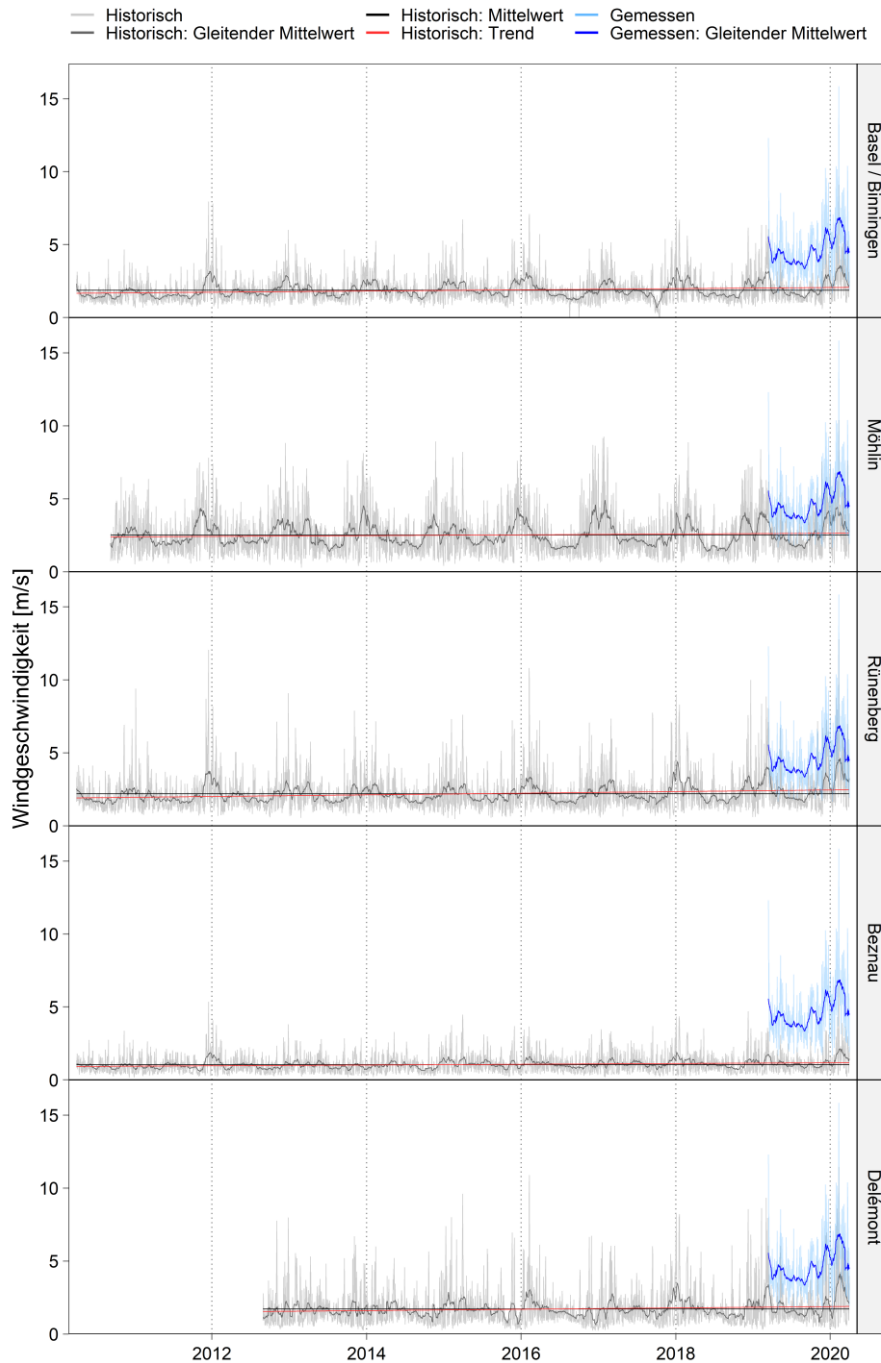 Historisch Historisch: Mittelwert Gemessen
Historisch: Gleitender Mittelwert Historisch: Trend Gemessen: Gleitender Mittelwert
Windgeschwindigkeit [m/s]
15
10
5
0
Basel / Binningen
15
10
5
0
Möhlin
15
10
5
0
Rünenberg
15
10
5
0
Beznau
15
10
5
0
Delémont
2012 2014 2016 2018 2020